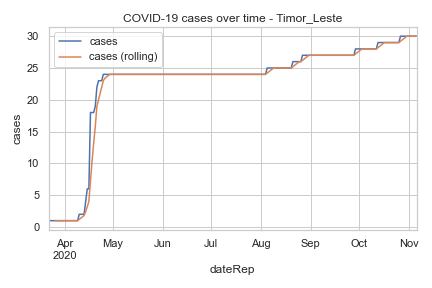 COVID-19 cases over time - Timor_Leste
cases
cases (rolling)
30
25
20
15
10
5
0
cases
Apr
2020
May
Jun
Jul
Aug
Sep
Oct
Nov
dateRep